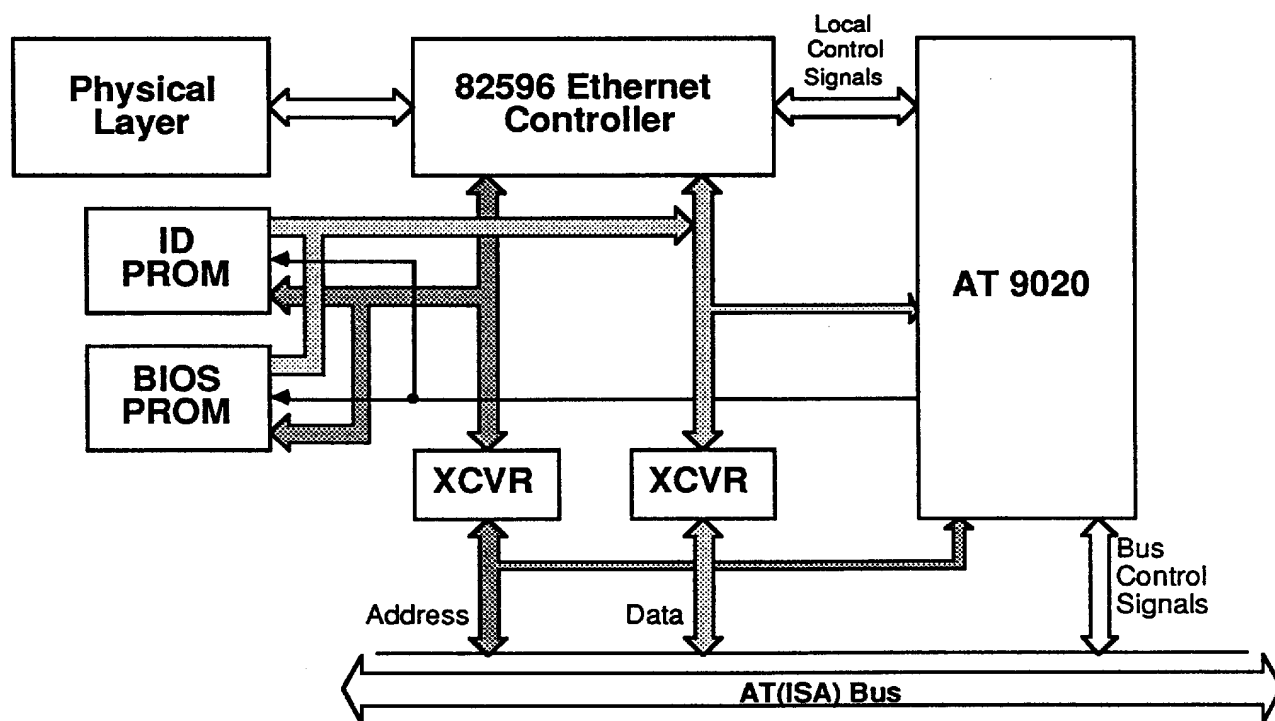 Physical
Layer
82596 Ethernet
Controller
Local
Control
Signals
ID
PROM
AT 9020
BIOS
PROM
XCVR
XCVR
Address
Data
Bus
Control
Signals
AT(ISA) Bus